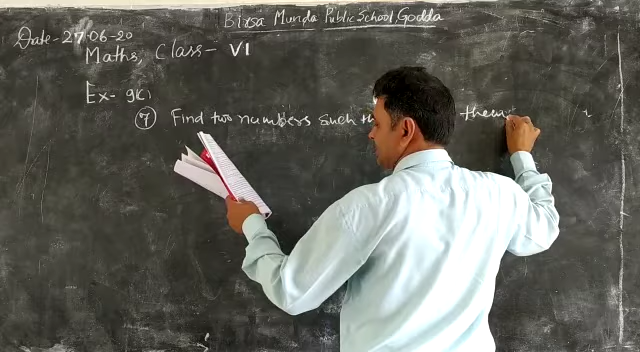 Birsa Munda Public School, Godda
Date - 27.06-20
Maths, Class - VI
Ex- 9(c)
⑦ Find two numbers such